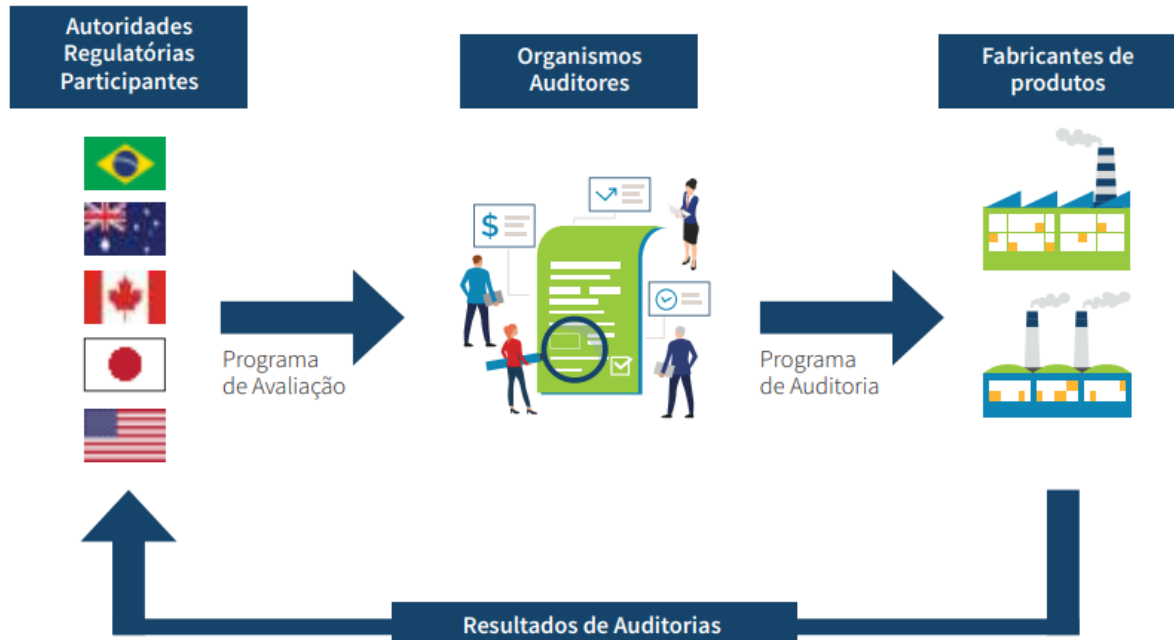 Autoridades
Regulatórias
Participantes
Organismos
Auditores
Fabricantes de
produtos
$
Programa
de Avaliação
Programa
de Auditoria
Resultados de Auditorias